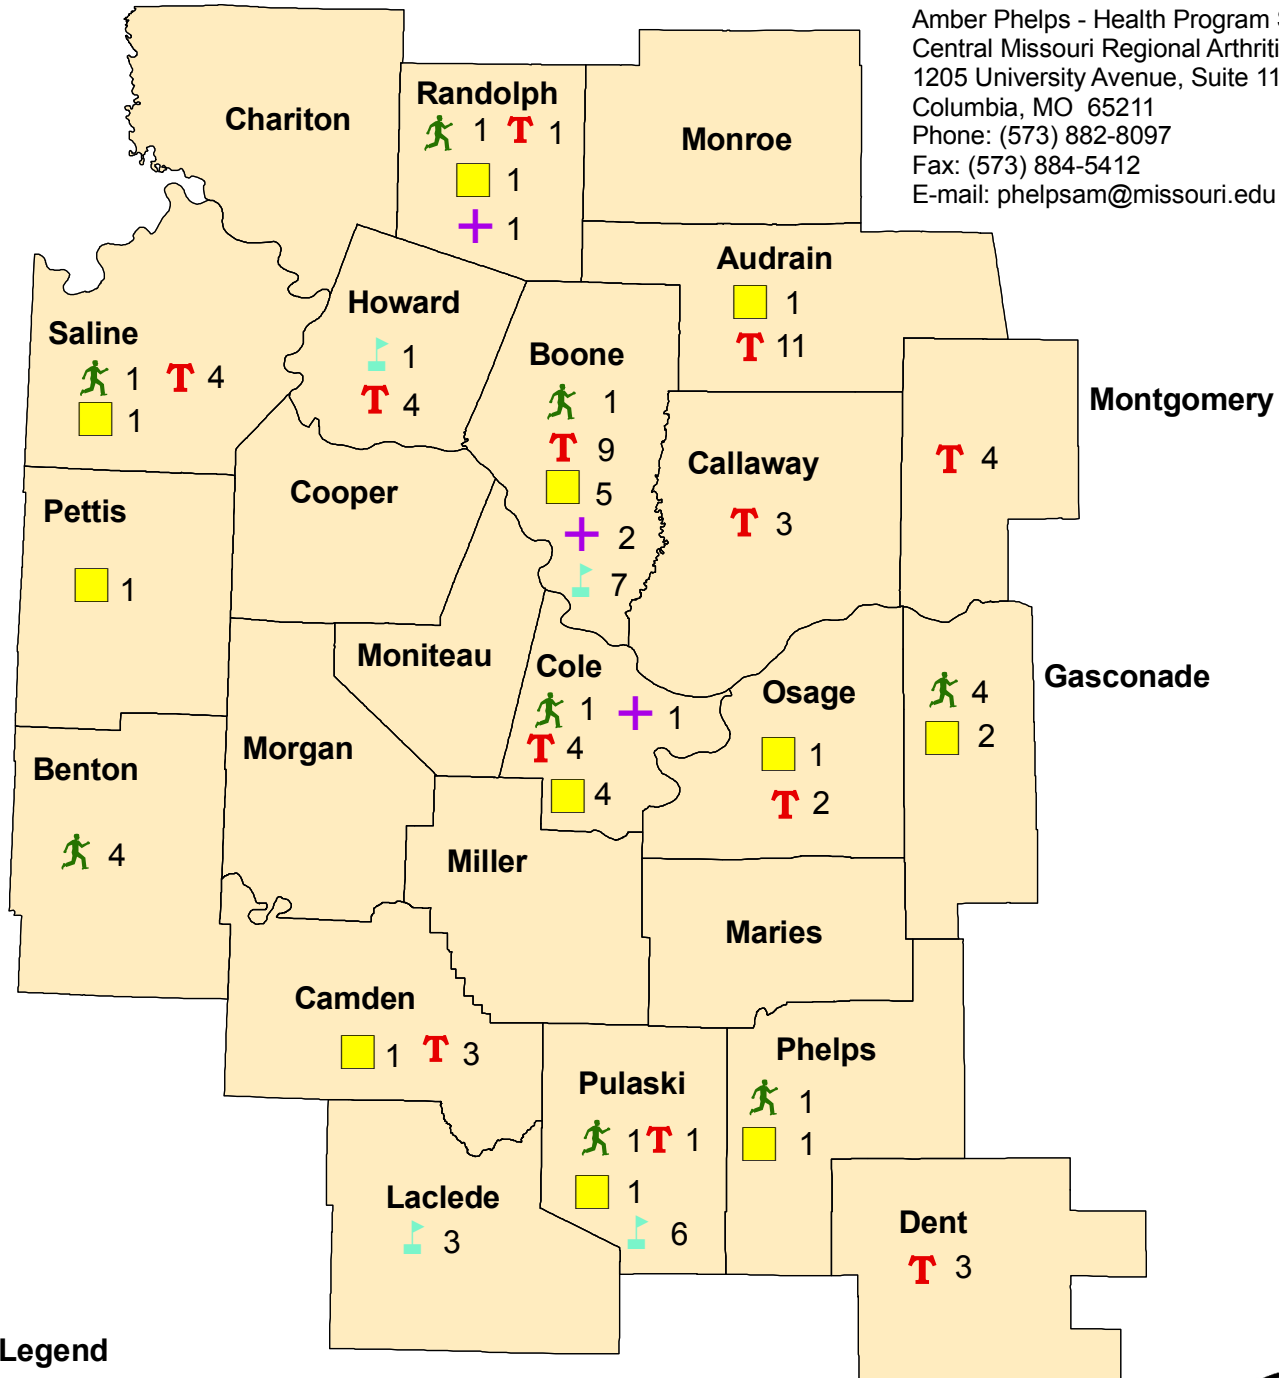 Amber Phelps - Health Program
Central Missouri Regional
1205 University Avenue, Suite
Columbia, MO 65211
Phone: (573) 882-8097
Fax: (573) 884-5412
E-mail: phelpsam@missouri.edu
Chariton
Randolph
1 1
1
1
Monroe
Audrain
1
11
Howard
1
4
Saline
1 4
1
Boone
1
9
5
2
7
Montgomery
4
Callaway
3
Cooper
Pettis
1
Moniteau
Cole
1 1
4
4
Osage
1
2
Gasconade
4
2
Morgan
Benton
4
Miller
Maries
Camden
1 3
Phelps
1
1
Pulaski
1 1
1
6
Laclede
3
Dent
3
Legend